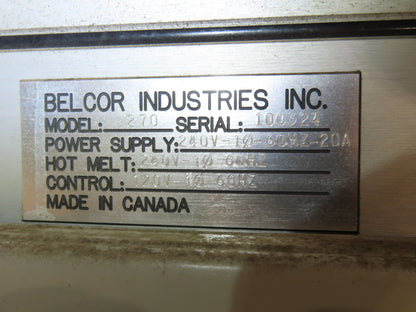 BELCOR INDUSTRIES INC.
MODEL: 270 SERIAL: 100324
POWER SUPPLY: 240V-1Ø-60HZ-20A
HOT MELT: 240V-1Ø 60HZ
CONTROL: 120V-1Ø 60HZ
MADE IN CANADA